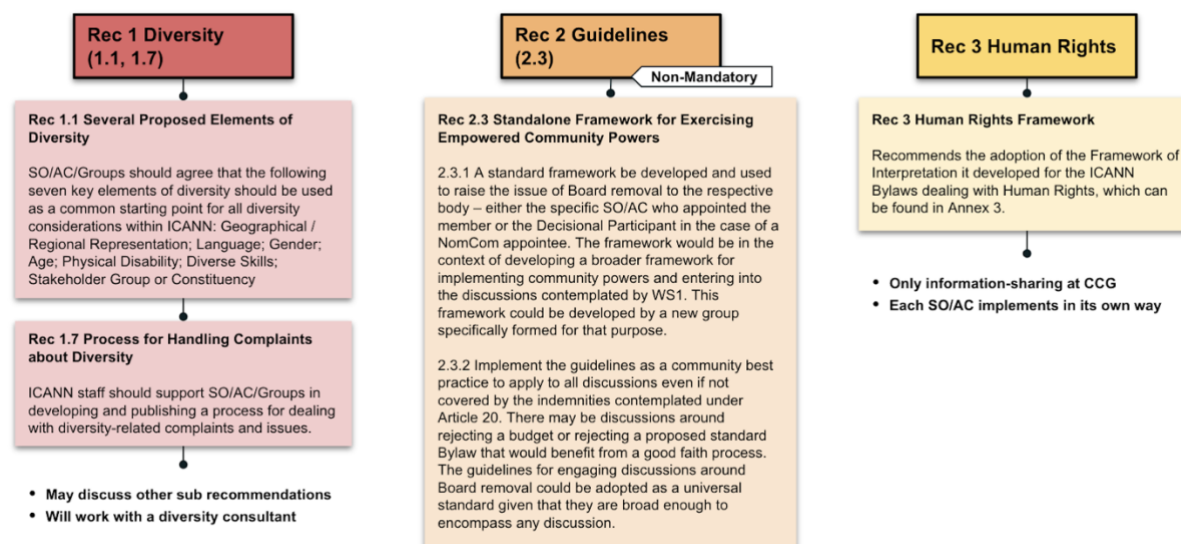 Rec 1 Diversity
(1.1, 1.7)
Rec 1.1 Several Proposed Elements of
Diversity
SO/AC/Groups should agree that the following
seven key elements of diversity should be used
as a common starting point for all diversity
considerations within ICANN: Geographical /
Regional Representation; Language; Gender;
Age; Physical Disability; Diverse Skills;
Stakeholder Group or Constituency
Rec 1.7 Process for Handling Complaints
about Diversity
ICANN staff should support SO/AC/Groups in
developing and publishing a process for dealing
with diversity-related complaints and issues.
• May discuss other sub recommendations
• Will work with a diversity consultant
Rec 2 Guidelines
(2.3)
Non-Mandatory
Rec 2.3 Standalone Framework for Exercising
Empowered Community Powers
2.3.1 A standard framework be developed and used
to raise the issue of Board removal to the respective
body – either the specific SO/AC who appointed the
member or the Decisional Participant in the case of a
NomCom appointee. The framework would be in the
context of developing a broader framework for
implementing community powers and entering into
the discussions contemplated by WS1. This
framework could be developed by a new group
specifically formed for that purpose.
2.3.2 Implement the guidelines as a community best
practice to apply to all discussions even if not
covered by the indemnities contemplated under
Article 20. There may be discussions around
rejecting a budget or rejecting a proposed standard
Bylaw that would benefit from a good faith process.
The guidelines for engaging discussions around
Board removal could be adopted as a universal
standard given that they are broad enough to
encompass any discussion.
Rec 3 Human Rights
Rec 3 Human Rights Framework
Recommends the adoption of the Framework of
Interpretation it developed for the ICANN
Bylaws dealing with Human Rights, which can
be found in Annex 3.
• Only information-sharing at CCG
• Each SO/AC implements in its own way